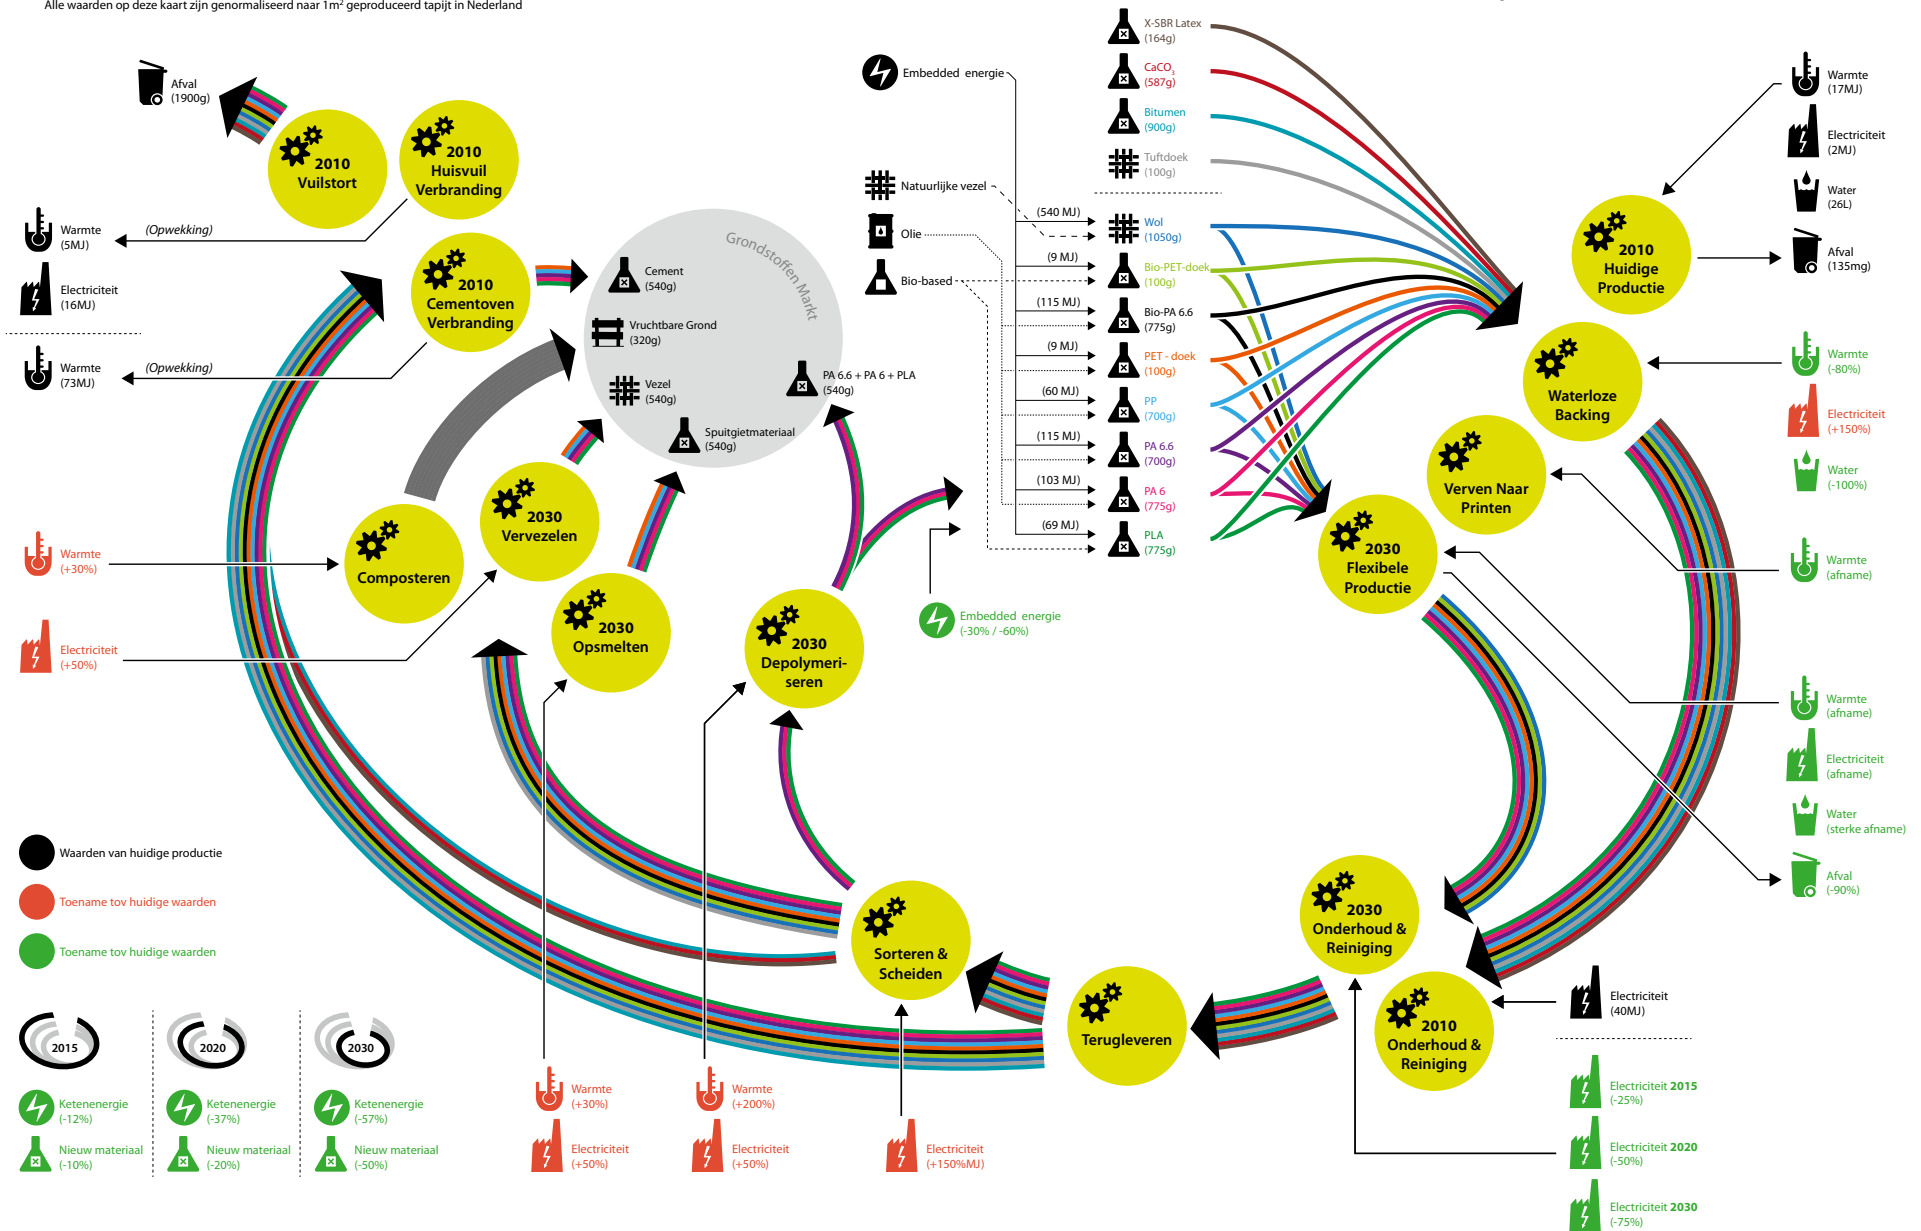 Alle waarden op deze kaart zijn genormaliseerd naar 1m² geproduceerd tapijt in Nederland
Afval
(1900g)
2010
Vuilstort
2010
Huisvuil
Verbranding
Warmte
(5MJ)
(Opwekking)
Electriciteit
(16MJ)
2010
Cementoven
Verbranding
Warmte
(73MJ)
(Opwekking)
Grondstoffen Markt
Cement
(540g)
Vruchtbare Grond
(320g)
Vezel
(540g)
PA 6.6 + PA 6 + PLA
(540g)
Spuitgietmateriaal
(540g)
Embedded energie
Natuurlijke vezel
Olie
Bio-based
X-SBR Latex
(164g)
CaCO₃
(587g)
Bitumen
(900g)
Tuftdoek
(100g)
(540 MJ)
Wol
(1050g)
(9 MJ)
Bio-PET-doek
(100g)
(115 MJ)
Bio-PA 6.6
(775g)
(9 MJ)
PET - doek
(100g)
(60 MJ)
PP
(700g)
(115 MJ)
PA 6.6
(700g)
(103 MJ)
PA 6
(775g)
(69 MJ)
PLA
(775g)
Warmte
(17MJ)
Electriciteit
(2MJ)
Water
(26L)
Afval
(135mg)
2010
Huidige
Productie
Waterloze
Backing
Warmte
(-80%)
Electriciteit
(+150%)
Water
(-100%)
Verven Naar
Printen
Warmte
(afname)
2030
Flexibele
Productie
Warmte
(afname)
Electriciteit
(afname)
Water
(sterke afname)
Afval
(-90%)
Warmte
(+30%)
Composteren
2030
Vervezelen
Electriciteit
(+50%)
2030
Opsmelten
2030
Depolymeri-
seren
Embedded energie
(-30% / -60%)
Waarden van huidige productie
Toename tov huidige waarden
Toename tov huidige waarden
Sorteren &
Scheiden
Terugleveren
2030
Onderhoud &
Reiniging
2010
Onderhoud &
Reiniging
Electriciteit
(40MJ)
Electriciteit 2015
(-25%)
Electriciteit 2020
(-50%)
Electriciteit 2030
(-75%)
2015
Ketenenergie
(-12%)
Nieuw materiaal
(-10%)
2020
Ketenenergie
(-37%)
Nieuw materiaal
(-20%)
2030
Ketenenergie
(-57%)
Nieuw materiaal
(-50%)
Warmte
(+30%)
Electriciteit
(+50%)
Warmte
(+200%)
Electriciteit
(+50%)
Electriciteit
(+150%MJ)